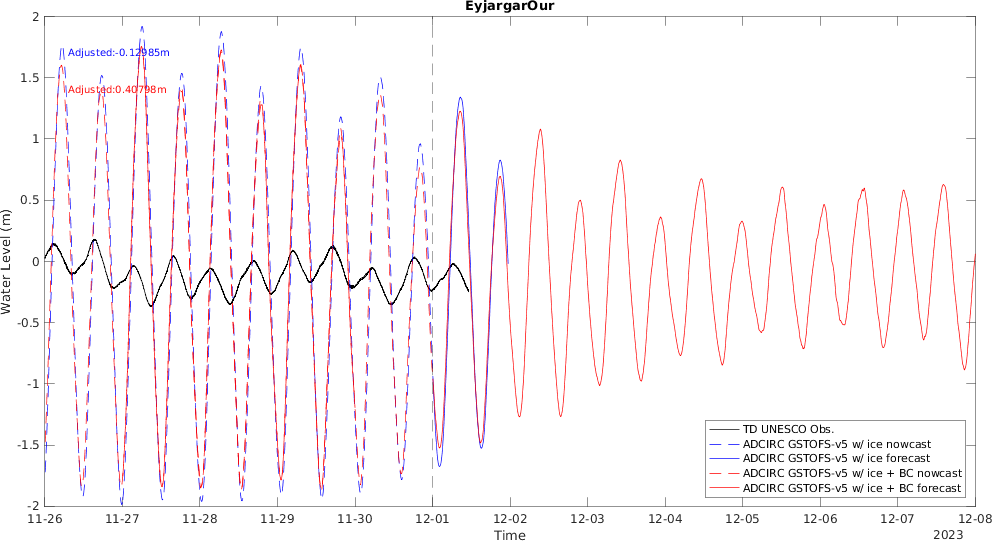 EyjargarOur
2
1.5
1
0.5
0
-0.5
-1
-1.5
-2
Water Level (m)
Adjusted:-0.12985m
Adjusted:0.40798m
TD UNESCO Obs.
ADCIRC GSTOFS-v5 w/ ice nowcast
ADCIRC GSTOFS-v5 w/ ice forecast
ADCIRC GSTOFS-v5 w/ ice + BC nowcast
ADCIRC GSTOFS-v5 w/ ice + BC forecast
11-26 11-27 11-28 11-29 11-30 12-01 12-02 12-03 12-04 12-05 12-06 12-07 12-08
Time
2023